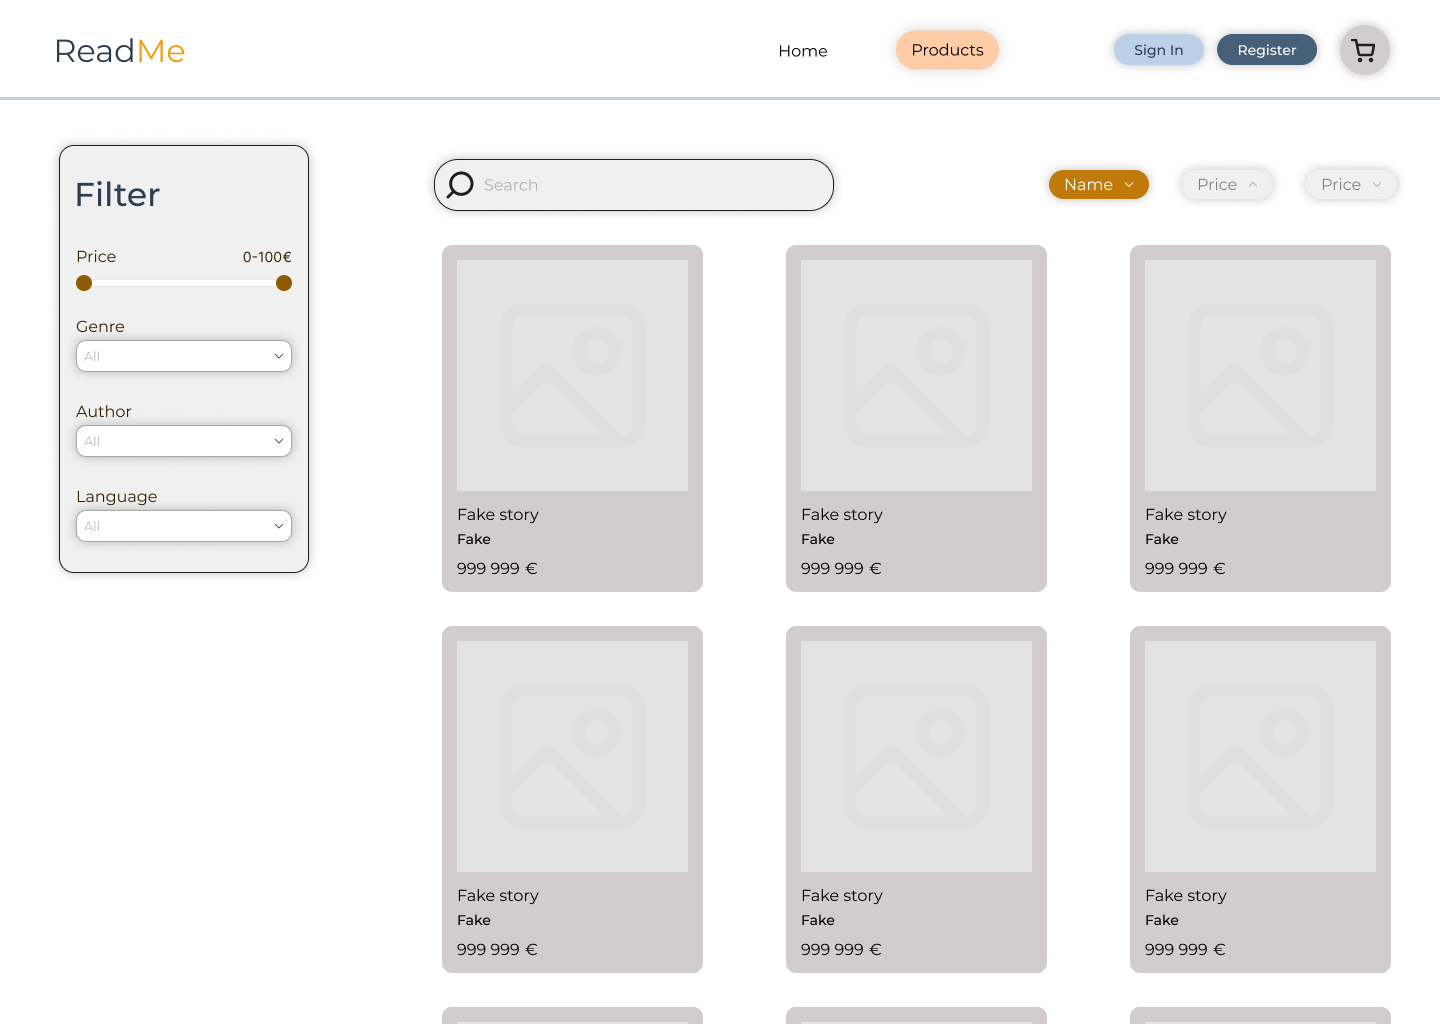 ReadMe
Home
Products
Sign In
Register
Filter
Price 0-100€
Genre
All
Author
All
Language
All
Search
Name
Price
Price
Fake story
Fake
999 999 €
Fake story
Fake
999 999 €
Fake story
Fake
999 999 €
Fake story
Fake
999 999 €
Fake story
Fake
999 999 €
Fake story
Fake
999 999 €